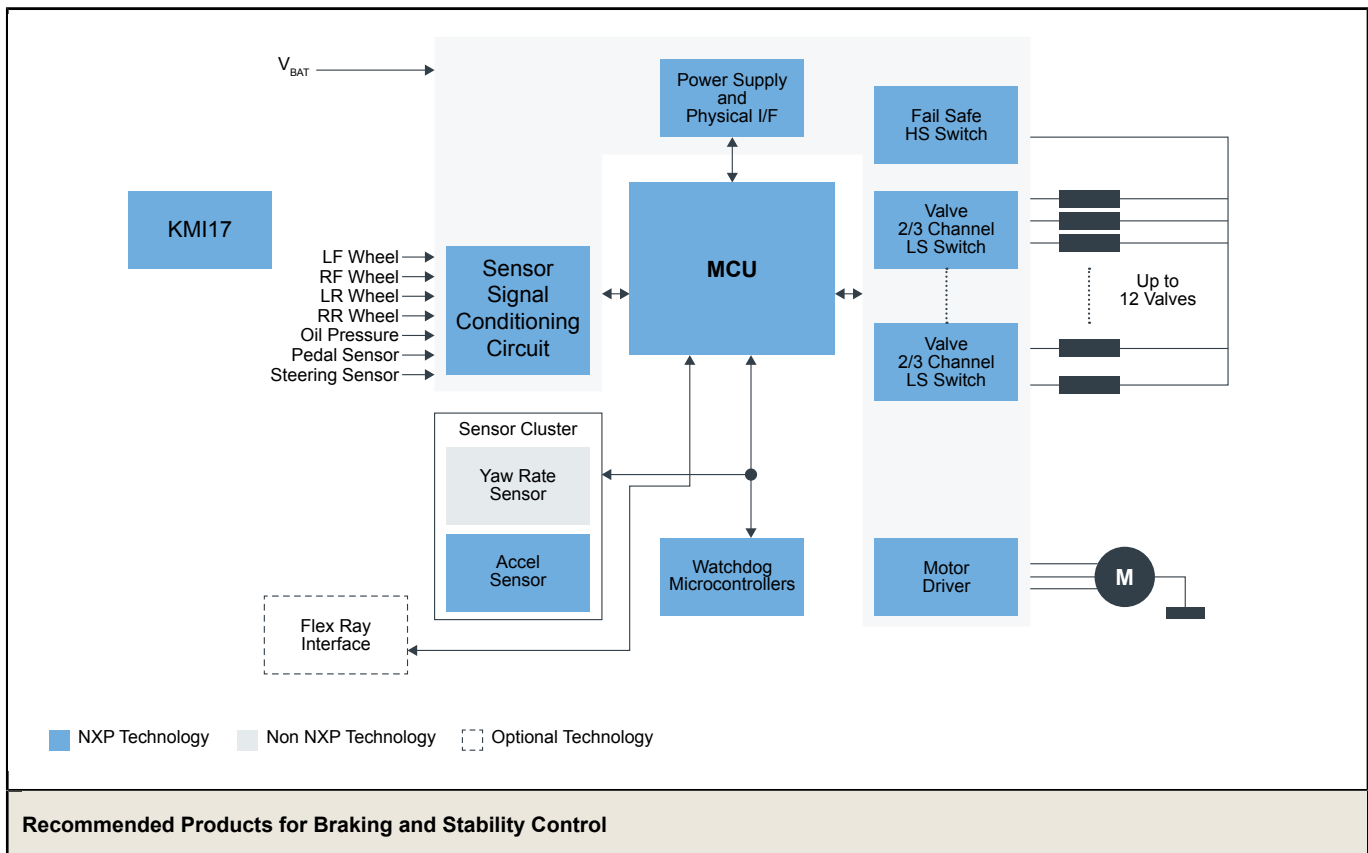 V_BAT
Power Supply
and
Physical I/F
Fail Safe
HS Switch
KMI17
MCU
Valve
2/3 Channel
LS Switch
LF Wheel
RF Wheel
LR Wheel
RR Wheel
Oil Pressure
Pedal Sensor
Steering Sensor
Sensor
Signal
Conditioning
Circuit
Up to
12 Valves
Valve
2/3 Channel
LS Switch
Sensor Cluster
Yaw Rate
Sensor
Accel
Sensor
Watchdog
Microcontrollers
Motor
Driver
M
Flex Ray
Interface
NXP Technology
Non NXP Technology
Optional Technology
Recommended Products for Braking and Stability Control